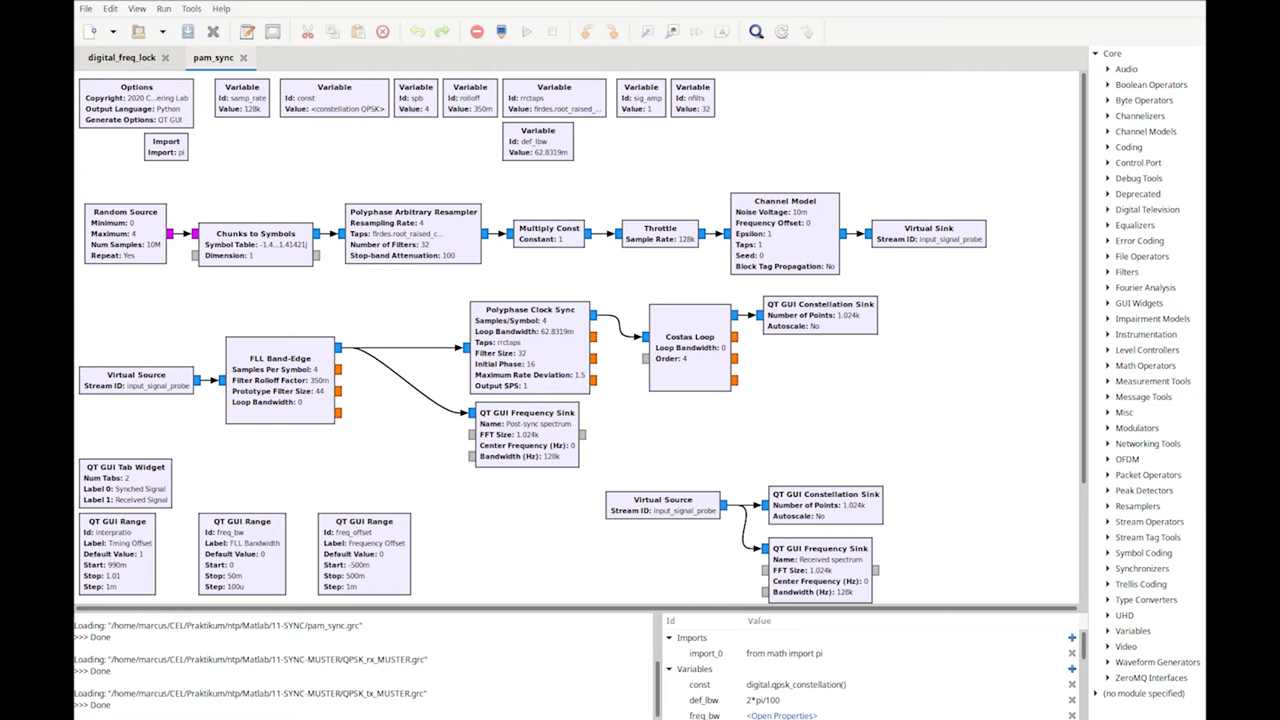 File Edit View Run Tools Help
digital_freq_lock
pam_sync
Options
Copyright: 2020 C...ering Lab
Output Language: Python
Generate Options: QT GUI
Variable
Id: samp_rate
Value: 128k
Variable
Id: const
Value: <constellation QPSK>
Variable
Id: spb
Value: 4
Variable
Id: rolloff
Value: 350m
Variable
Id: rrctaps
Value: firdes.root_raised_...
Variable
Id: sig_amp
Value: 1
Variable
Id: nfilts
Value: 32
Import
Import: pi
Variable
Id: def_lbw
Value: 62.8319m
Random Source
Minimum: 0
Maximum: 4
Num Samples: 10M
Repeat: Yes
Chunks to Symbols
Symbol Table: -1.4...1.41421j
Dimension: 1
Polyphase Arbitrary Resampler
Resampling Rate: 4
Taps: firdes.root_raised_c...
Number of Filters: 32
Stop-band Attenuation: 100
Multiply Const
Constant: 1
Throttle
Sample Rate: 128k
Channel Model
Noise Voltage: 10m
Frequency Offset: 0
Epsilon: 1
Taps: 1
Seed: 0
Block Tag Propagation: No
Virtual Sink
Stream ID: input_signal_probe
Virtual Source
Stream ID: input_signal_probe
FLL Band-Edge
Samples Per Symbol: 4
Filter Rolloff Factor: 350m
Prototype Filter Size: 44
Loop Bandwidth: 0
Polyphase Clock Sync
Samples/Symbol: 4
Loop Bandwidth: 62.8319m
Taps: rrctaps
Filter Size: 32
Initial Phase: 16
Maximum Rate Deviation: 1.5
Output SPS: 1
Costas Loop
Loop Bandwidth: 0
Order: 4
QT GUI Constellation Sink
Number of Points: 1.024k
Autoscale: No
QT GUI Frequency Sink
Name: Post-sync spectrum
FFT Size: 1.024k
Center Frequency (Hz): 0
Bandwidth (Hz): 128k
QT GUI Tab Widget
Num Tabs: 2
Label 0: Synched Signal
Label 1: Received Signal
Virtual Source
Stream ID: input_signal_probe
QT GUI Constellation Sink
Number of Points: 1.024k
Autoscale: No
QT GUI Frequency Sink
Name: Received spectrum
FFT Size: 1.024k
Center Frequency (Hz): 0
Bandwidth (Hz): 128k
QT GUI Range
Id: interpratio
Label: Tming Offset
Default Value: 1
Start: 990m
Stop: 1.01
Step: 1m
QT GUI Range
Id: freq_bw
Label: FLL Bandwidth
Default Value: 0
Start: 0
Stop: 50m
Step: 100u
QT GUI Range
Id: freq_offset
Label: Frequency Offset
Default Value: 0
Start: -500m
Stop: 500m
Step: 1m
Core
Audio
Boolean Operators
Byte Operators
Channelizers
Channel Models
Coding
Control Port
Debug Tools
Deprecated
Digital Television
Equalizers
Error Coding
File Operators
Filters
Fourier Analysis
GUI Widgets
Impairment Models
Instrumentation
Level Controllers
Math Operators
Measurement Tools
Message Tools
Misc
Modulators
Networking Tools
OFDM
Packet Operators
Peak Detectors
Resamplers
Stream Operators
Stream Tag Tools
Symbol Coding
Synchronizers
Trellis Coding
Type Converters
UHD
Variables
Video
Waveform Generators
ZeroMQ Interfaces
(no module specified)
Loading: "/home/marcus/CEL/Praktikum/ntp/Matlab/11-SYNC/pam_sync.grc"
>>> Done
Loading: "/home/marcus/CEL/Praktikum/ntp/Matlab/11-SYNC-MUSTER/QPSK_rx_MUSTER.grc"
>>> Done
Loading: "/home/marcus/CEL/Praktikum/ntp/Matlab/11-SYNC-MUSTER/QPSK_tx_MUSTER.grc"
>>> Done
Id Value
Imports
import_0 from math import pi
Variables
const digital.qpsk_constellation()
def_lbw 2*pi/100
freq_bw <Open Properties>